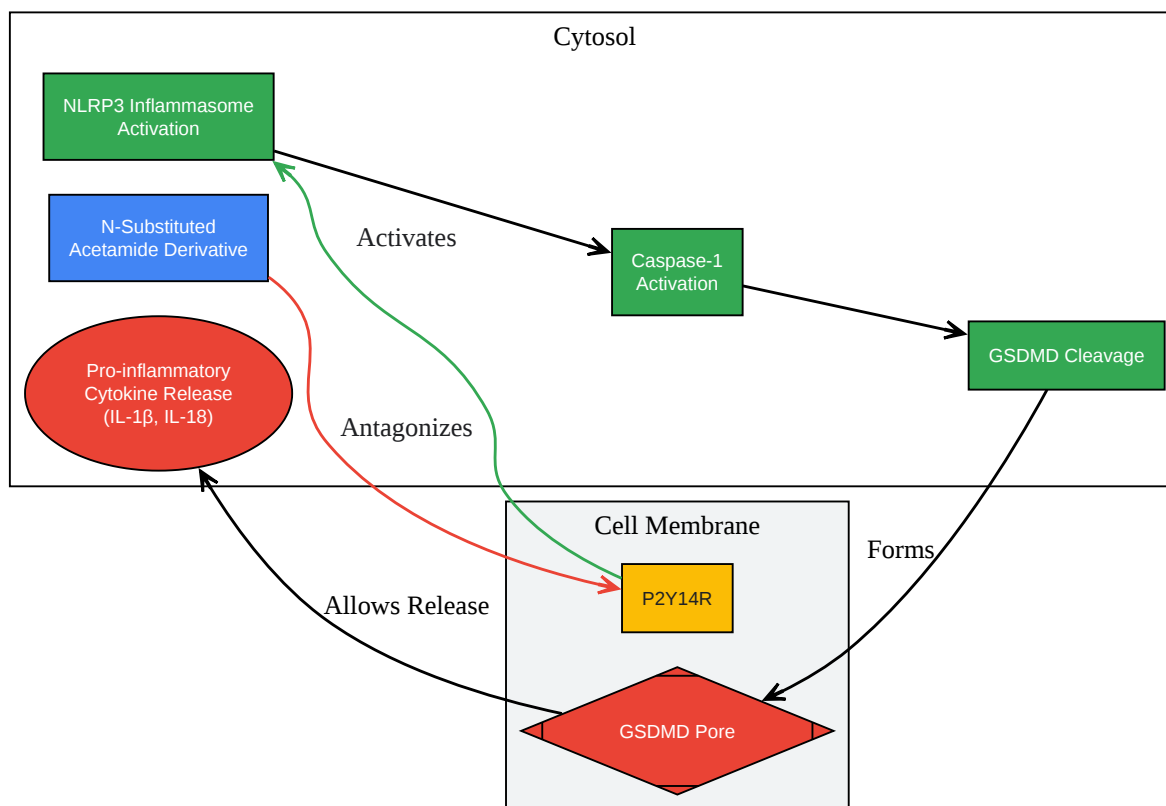 Cytosol
NLRP3 Inflammasome
Activation
N-Substituted
Acetamide Derivative
Activates
Caspase-1
Activation
GSDMD Cleavage
Pro-inflammatory
Cytokine Release
(IL-1β, IL-18)
Antagonizes
Cell Membrane
Forms
P2Y14R
Allows Release
GSDMD Pore